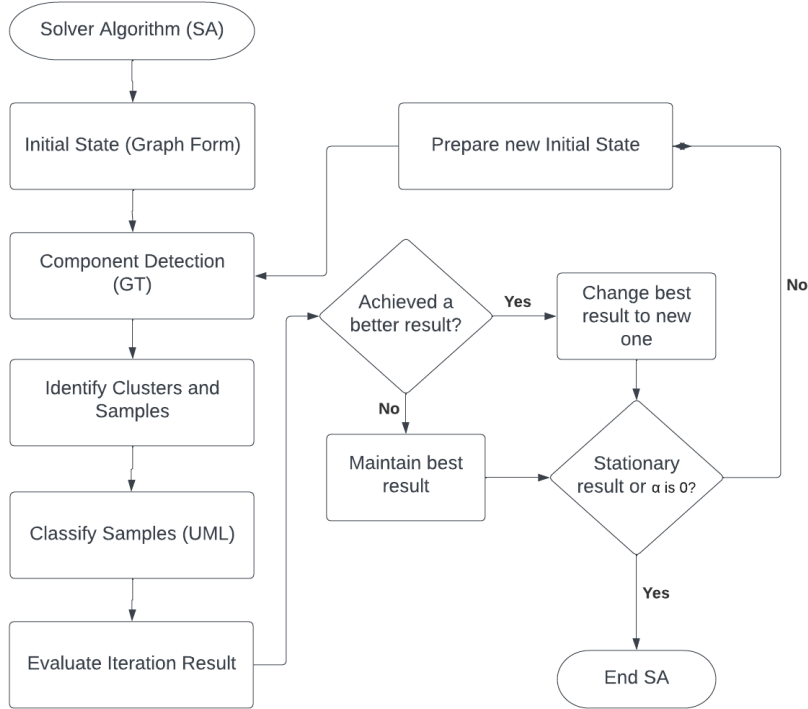 Solver Algorithm (SA)
Initial State (Graph Form)
Prepare new Initial State
Component Detection
(GT)
Achieved a
better result?
Yes
Change best
result to new
one
No
Identify Clusters and
Samples
No
Maintain best
result
Stationary
result or α is 0?
Classify Samples (UML)
Yes
Evaluate Iteration Result
End SA